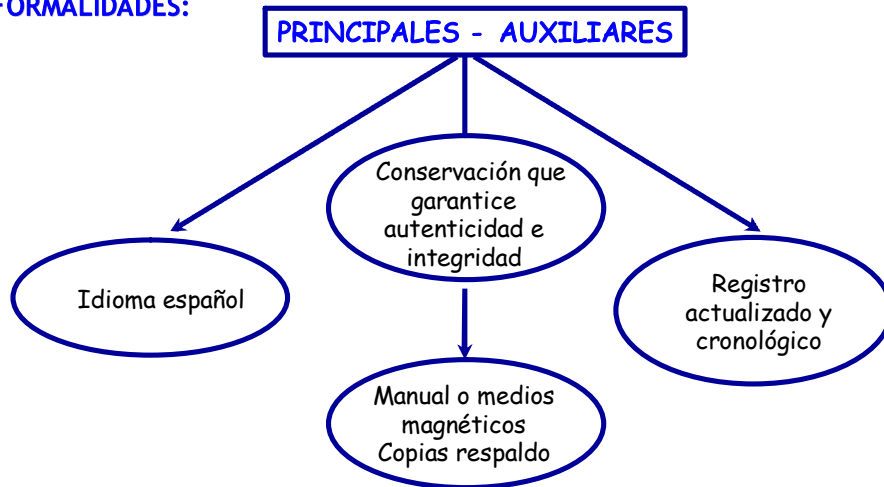 FORMALIDADES:
PRINCIPALES - AUXILIARES
Conservación que
garantice
autenticidad e
integridad
Idioma español
Registro
actualizado y
cronológico
Manual o medios
magnéticos
Copias respaldo